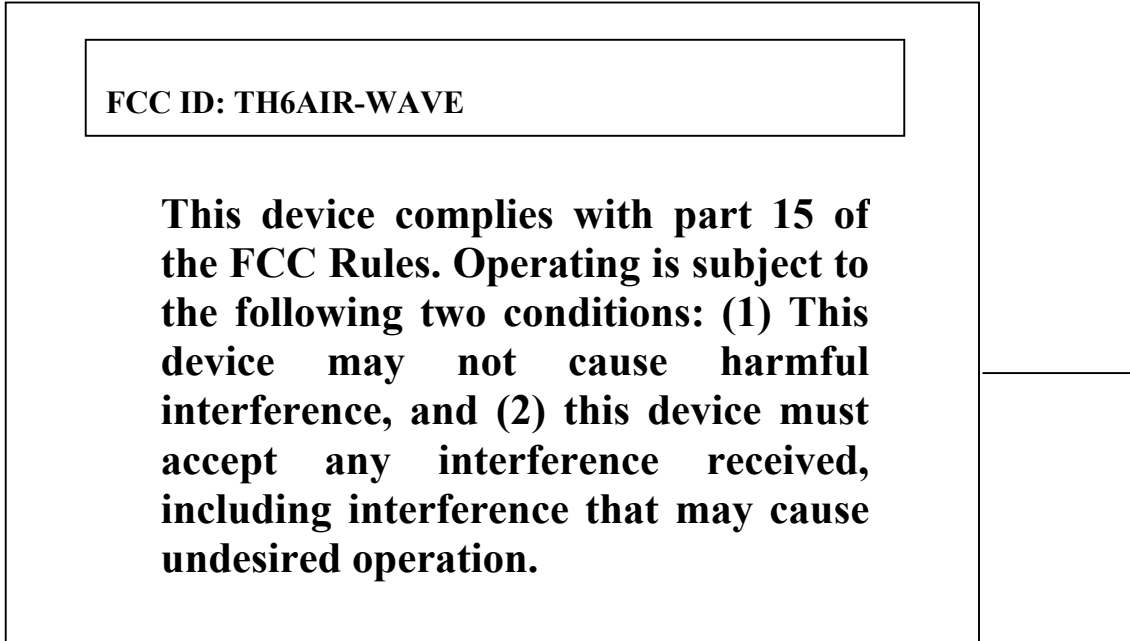 FCC ID: TH6AIR-WAVE
This device complies with part 15 of
the FCC Rules. Operating is subject to
the following two conditions: (1) This
device may not cause harmful
interference, and (2) this device must
accept any interference received,
including interference that may cause
undesired operation.